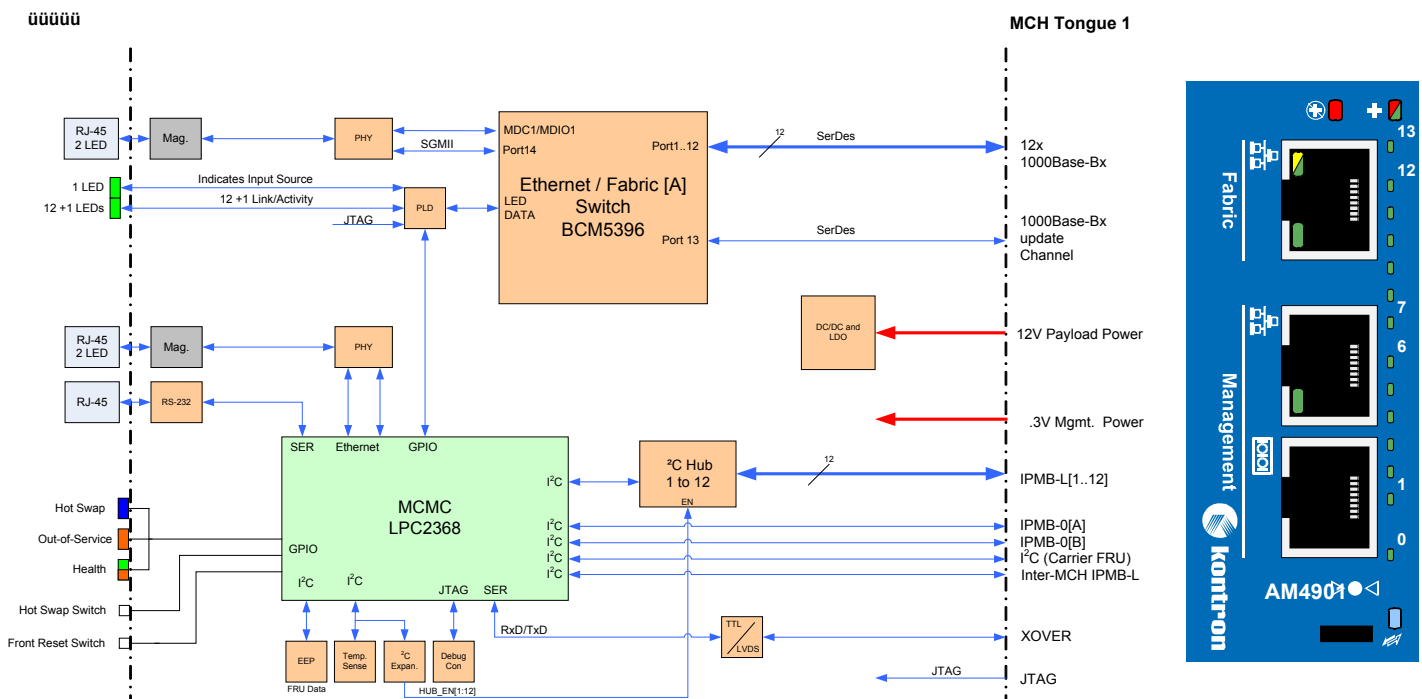 üüüüü
MCH Tongue 1
RJ-45
2 LED
Mag.
PHY
MDC1/MDIO1
SGMII
Port14
Port1..12
12
SerDes
12x
1000Base-Bx
1 LED
Indicates Input Source
12 +1 LEDs
12 +1 Link/Activity
JTAG
PLD
LED
DATA
Ethernet / Fabric [A]
Switch
BCM5396
Port 13
SerDes
1000Base-Bx
update
Channel
DC/DC and
LDO
12V Payload Power
RJ-45
2 LED
Mag.
PHY
RJ-45
RS-232
.3V Mgmt. Power
SER
Ethernet
GPIO
MCMC
LPC2368
I²C
²C Hub
1 to 12
EN
12
IPMB-L[1..12]
I²C
IPMB-0[A]
I²C
IPMB-0[B]
I²C
I²C (Carrier FRU)
I²C
Inter-MCH IPMB-L
Hot Swap
Out-of-Service
Health
GPIO
Hot Swap Switch
Front Reset Switch
I²C
I²C
JTAG
SER
RxD/TxD
EEP
FRU Data
Temp.
Sense
²C
Expan.
Debug
Con
HUB_EN[1:12]
TTL
LVDS
XOVER
JTAG
JTAG
13
12
Fabric
7
6
Management
1
0
kontron
AM4901